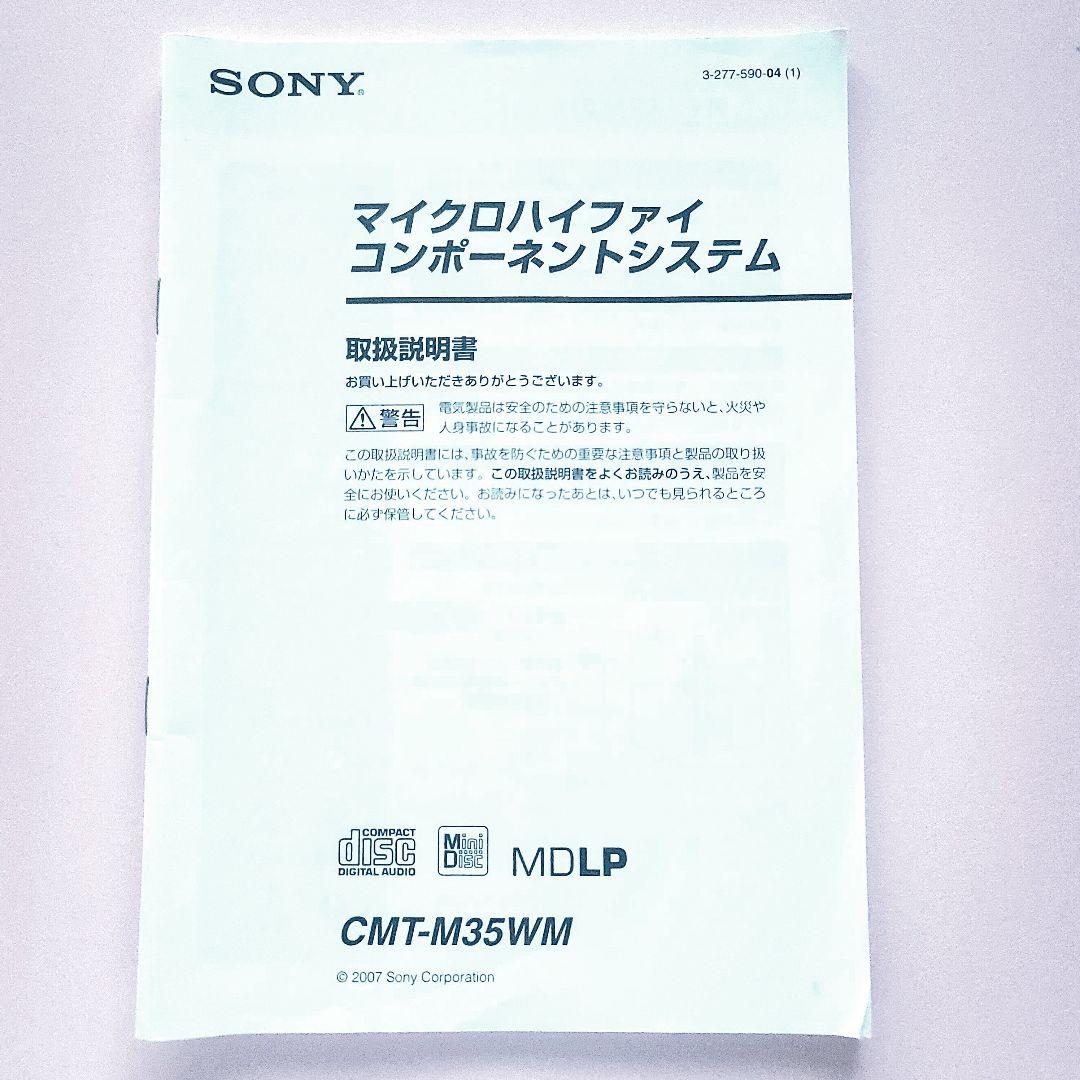 SONY®
3-277-590-04 (1)
マイクロハイファイ
コンポーネントシステム
取扱説明書
お買い上げいただきありがとうございます。
警告
電気製品は安全のための注意事項を守らないと、火災や
人身事故になることがあります。
この取扱説明書には、事故を防ぐための重要な注意事項と製品の取り扱
いかたを示しています。この取扱説明書をよくお読みのうえ、製品を安
全にお使いください。お読みになったあとは、いつでも見られるところ
に必ず保管してください。
COMPACT
disc
DIGITAL AUDIO
Mini
Disc
MDLP
CMT-M35WM
© 2007 Sony Corporation